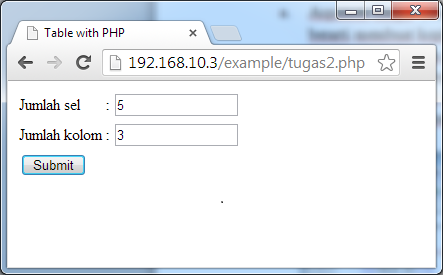 Table with PHP
192.168.10.3/example/tugas2.php
Jumlah sel : 5
Jumlah kolom : 3
Submit